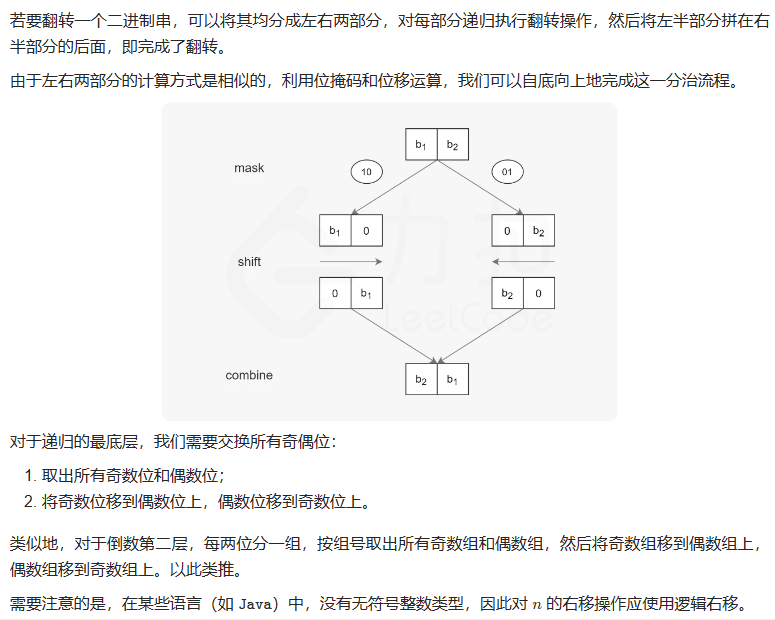 若要翻转一个二进制串，可以将其均分成左右两部分，对每部分递归执行翻转操作，然后将左半部分拼在右
半部分的后面，即完成了翻转。
由于左右两部分的计算方式是相似的，利用位掩码和位移运算，我们可以自底向上地完成这一分治流程。
b₁ b₂
mask
10
01
b₁ 0
0 b₂
shift
0 b₁
b₂ 0
combine
b₂ b₁
力扣
LeetCode
对于递归的最底层，我们需要交换所有奇偶位：
1. 取出所有奇数位和偶数位；
2. 将奇数位移到偶数位上，偶数位移到奇数位上。
类似地，对于倒数第二层，每两位分一组，按组号取出所有奇数组和偶数组，然后将奇数组移到偶数组上，
偶数组移到奇数组上。以此类推。
需要注意的是，在某些语言（如 Java）中，没有无符号整数类型，因此对 n 的右移操作应使用逻辑右移。